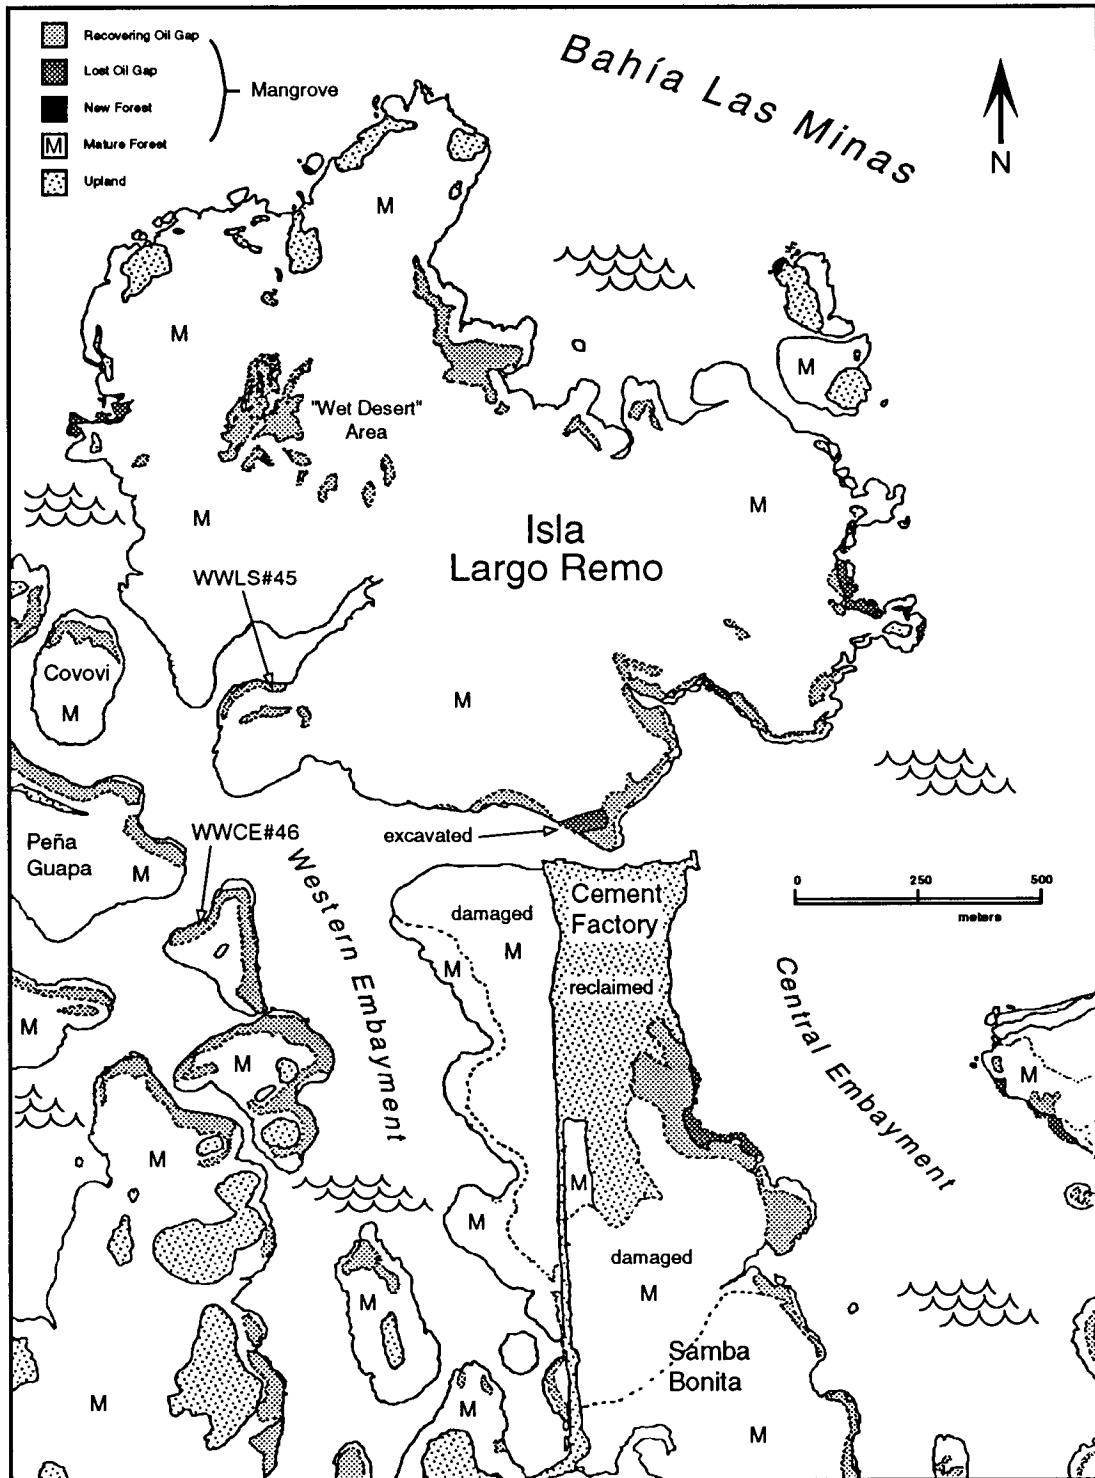 Recovering Oil Gap
Lost Oil Gap
New Forest
M Mature Forest
Upland
Mangrove
Bahía Las Minas
N
M
M
M
"Wet Desert"
Area
M
M
Isla
Largo Remo
WWLS#45
Covovi
M
M
excavated
Peña
Guapa
M
WWCE#46
Western Embayment
damaged
M
M
Cement
Factory
reclaimed
0 250 500
meters
Central Embayment
M
M
M
M
M
M
damaged
M
M
Samba
Bonita
M
M
M